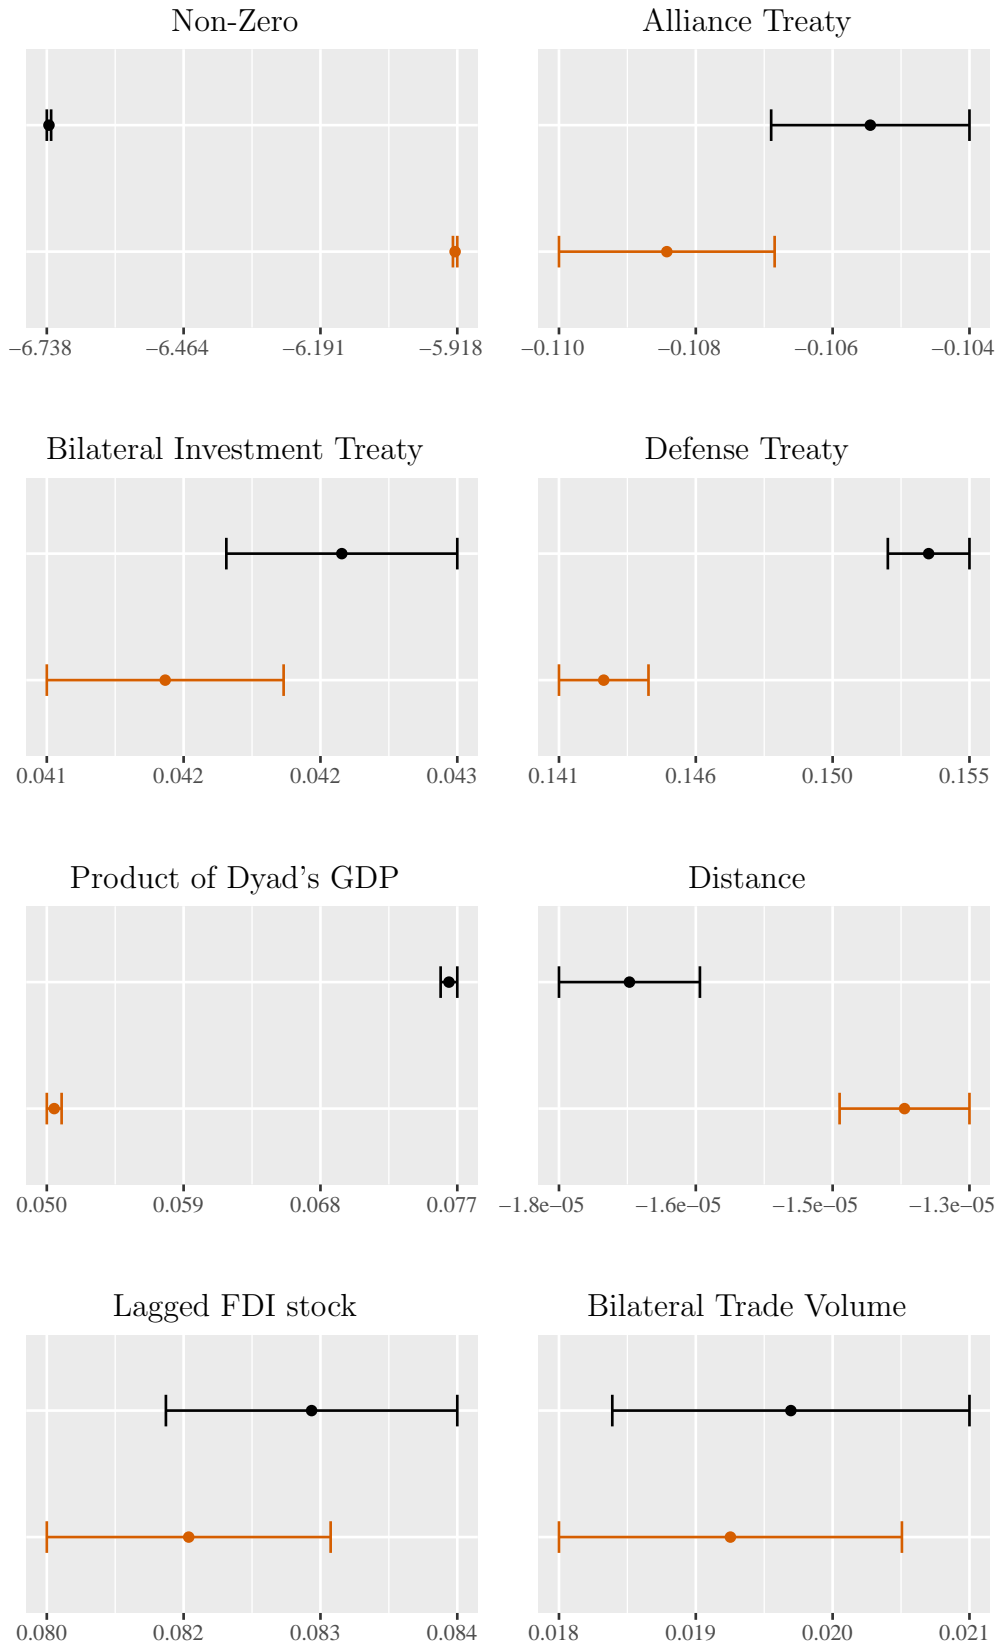 Non-Zero
Alliance Treaty
−6.738 −6.464 −6.191 −5.918
−0.110 −0.108 −0.106 −0.104
Bilateral Investment Treaty
Defense Treaty
0.041 0.042 0.042 0.043
0.141 0.146 0.150 0.155
Product of Dyad's GDP
Distance
0.050 0.059 0.068 0.077
−1.8e−05 −1.6e−05 −1.5e−05 −1.3e−05
Lagged FDI stock
Bilateral Trade Volume
0.080 0.082 0.083 0.084
0.018 0.019 0.020 0.021